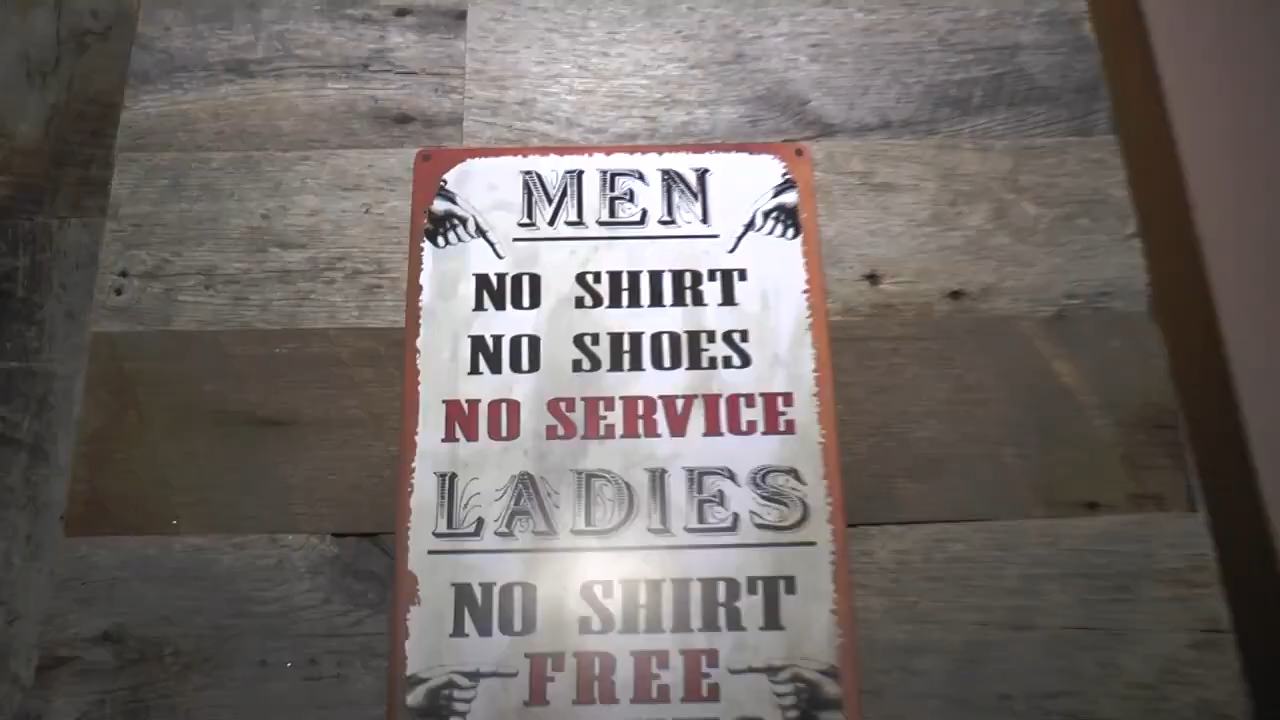 MEN
NO SHIRT
NO SHOES
NO SERVICE
LADIES
NO SHIRT
FREE